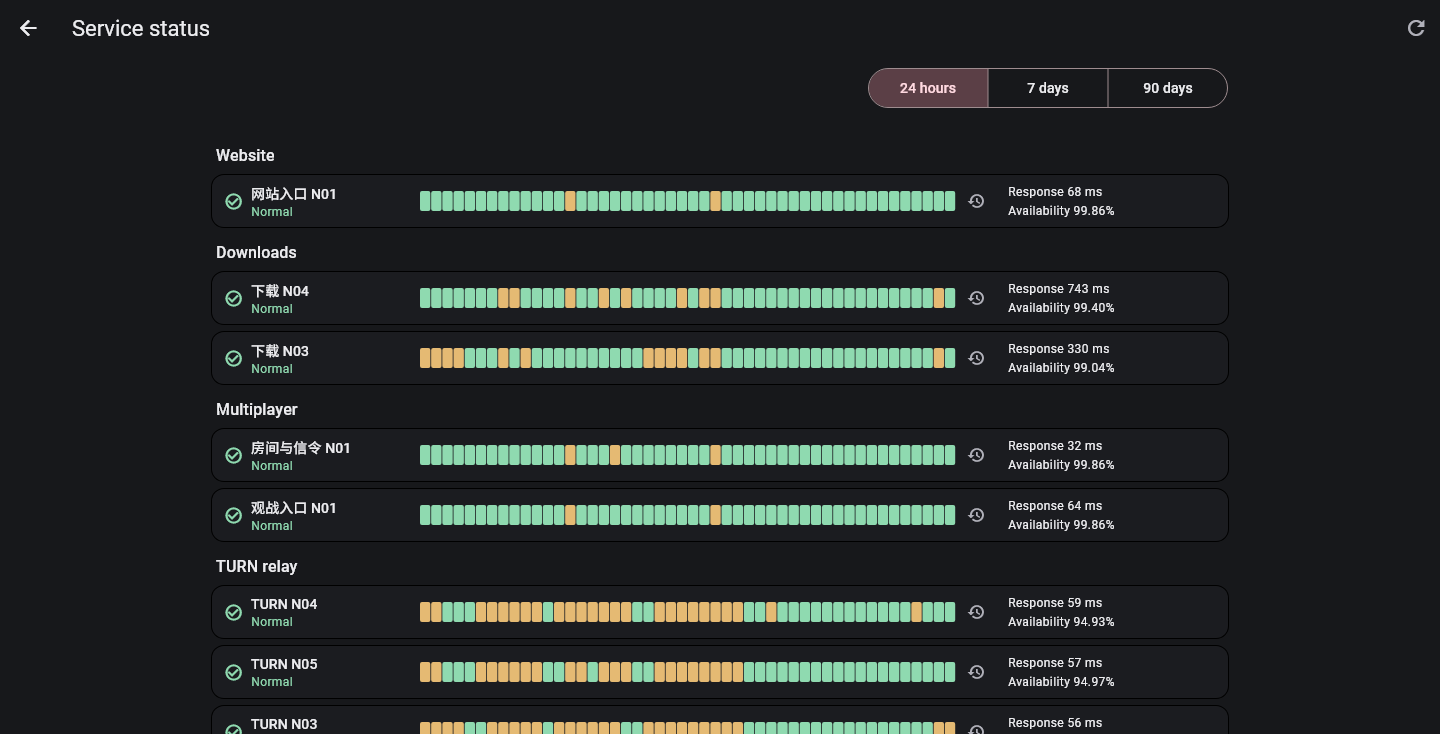 Service status
24 hours
7 days
90 days
Website
网站入口 N01
Normal
Response 68 ms
Availability 99.86%
Downloads
下载 N04
Normal
Response 743 ms
Availability 99.40%
下载 N03
Normal
Response 330 ms
Availability 99.04%
Multiplayer
房间与信令 N01
Normal
Response 32 ms
Availability 99.86%
观战入口 N01
Normal
Response 64 ms
Availability 99.86%
TURN relay
TURN N04
Normal
Response 59 ms
Availability 94.93%
TURN N05
Normal
Response 57 ms
Availability 94.97%
TURN N03
Response 56 ms